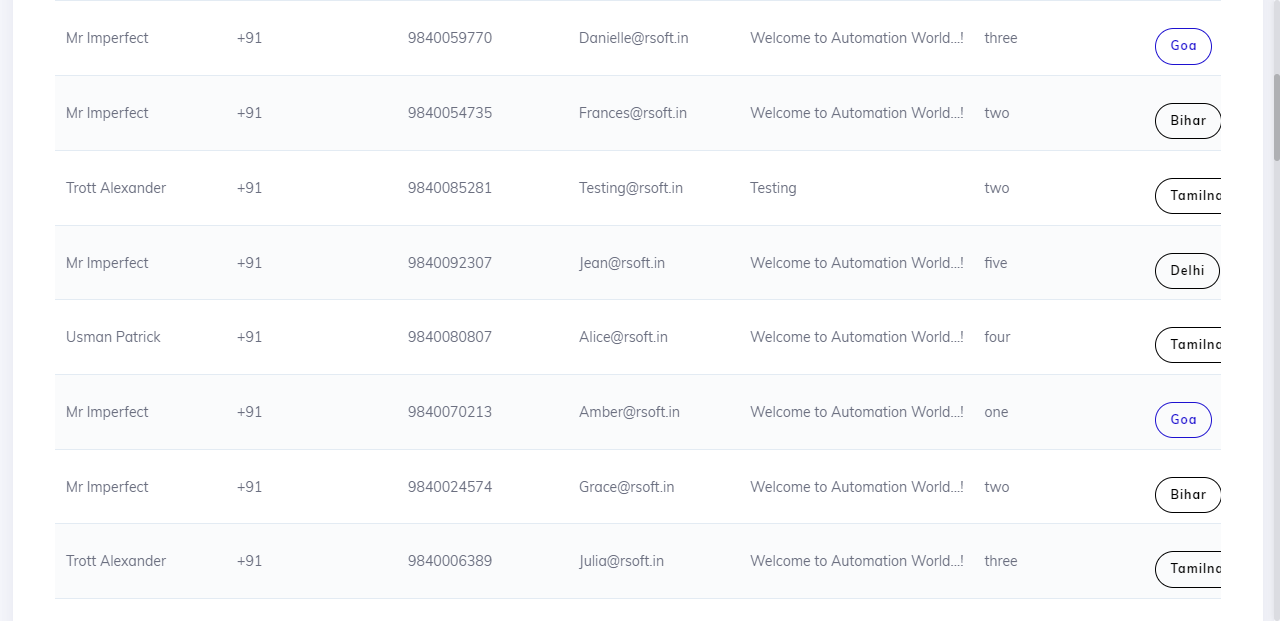 Mr Imperfect +91 9840059770 Danielle@rsoft.in Welcome to Automation World...! three Goa
Mr Imperfect +91 9840054735 Frances@rsoft.in Welcome to Automation World...! two Bihar
Trott Alexander +91 9840085281 Testing@rsoft.in Testing two Tamilna
Mr Imperfect +91 9840092307 Jean@rsoft.in Welcome to Automation World...! five Delhi
Usman Patrick +91 9840080807 Alice@rsoft.in Welcome to Automation World...! four Tamilna
Mr Imperfect +91 9840070213 Amber@rsoft.in Welcome to Automation World...! one Goa
Mr Imperfect +91 9840024574 Grace@rsoft.in Welcome to Automation World...! two Bihar
Trott Alexander +91 9840006389 Julia@rsoft.in Welcome to Automation World...! three Tamilna